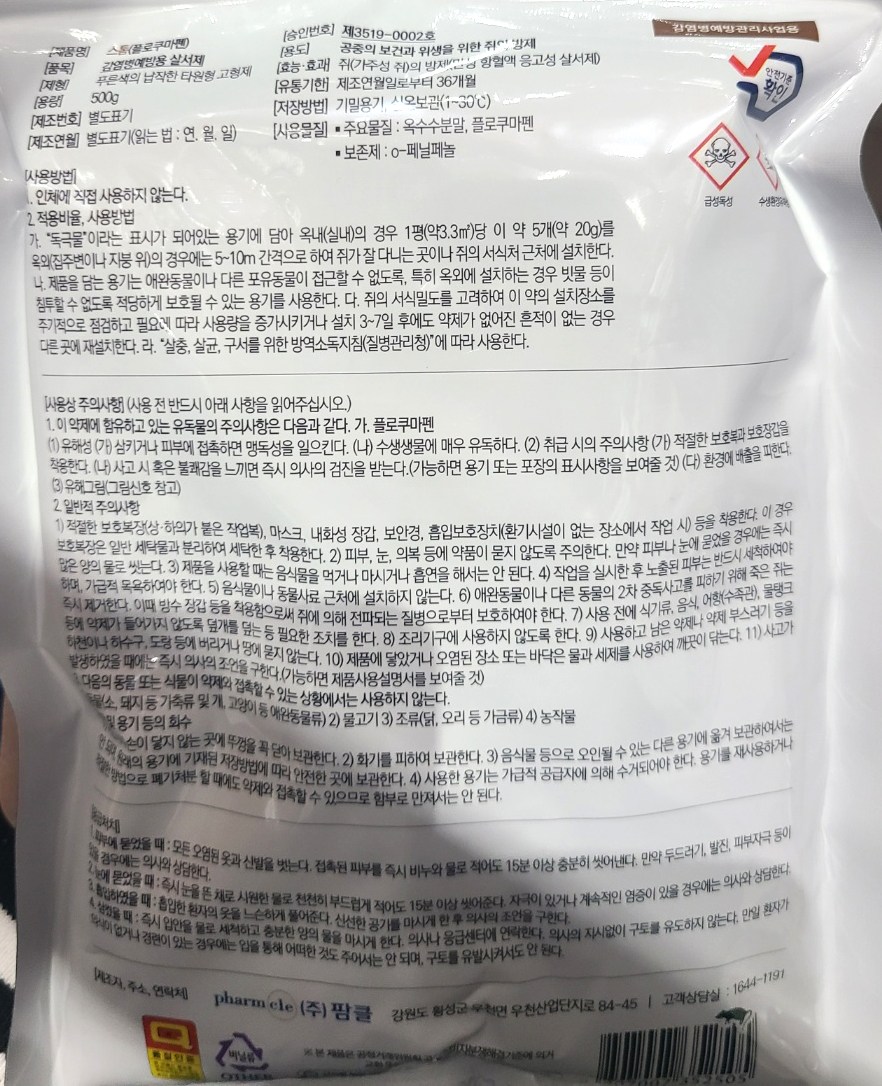 감염병예방관리사업용
[제품명] 스톰(플로쿠마펜)
[품목] 감염병예방용 살서제
[제형] 푸른색의 납작한 타원형 고형제
[용량] 500g
[제조번호] 별도표기
[제조연월] 별도표기(읽는 법 : 연, 월, 일)
[승인번호] 제3519-0002호
[용도] 공중의 보건과 위생을 위한 쥐의 방제
[효능·효과] 쥐(가주성 쥐)의 방제 항혈액 응고성 살서제)
[유통기한] 제조연월일로부터 36개월
[저장방법] 기밀용기, 실온보관(1~30℃)
▪ 주요물질 : 옥수수분말, 플로쿠마펜
▪ 보존제 : o-페닐페놀
안전기준
확인
급성독성
[사용방법]
1. 인체에 직접 사용하지 않는다.
2. 적용비율, 사용방법
가. “독극물”이라는 표시가 되어있는 용기에 담아 옥내(실내)의 경우 1평(약3.3㎡)당 이 약 5개(약 20g)를
옥외(집주변이나 지붕 위)의 경우에는 5~10m 간격으로 하여 쥐가 잘 다니는 곳이나 쥐의 서식처 근처에 설치한다.
나. 제품을 담는 용기는 애완동물이나 다른 포유동물이 접근할 수 없도록, 특히 옥외에 설치하는 경우 빗물 등이
침투할 수 없도록 적당하게 보호될 수 있는 용기를 사용한다. 다. 쥐의 서식밀도를 고려하여 이 약의 설치장소를
주기적으로 점검하고 필요에 따라 사용량을 증가시키거나 설치 3~7일 후에도 약제가 없어진 흔적이 없는 경우
다른 곳에 재설치한다. 라. “살충, 살균, 구서를 위한 방역소독지침(질병관리청)”에 따라 사용한다.
[사용상 주의사항] (사용 전 반드시 아래 사항을 읽어주십시오.)
1. 이 약제에 함유하고 있는 유독물의 주의사항은 다음과 같다. 가. 플로쿠마펜
(1) 유해성 (가) 삼키거나 피부에 접촉하면 맹독성을 일으킨다. (나) 수생생물에 매우 유독하다. (2) 취급 시의 주의사항 (가) 적절한 보호복과 보호장갑을
착용한다. (나) 사고 시 혹은 불쾌감을 느끼면 즉시 의사의 검진을 받는다.(가능하면 용기 또는 포장의 표시사항을 보여줄 것) (다) 환경에 배출을 피한다.
(3) 유해그림(그림신호 참고)
2. 일반적 주의사항
1) 적절한 보호복장(상·하의가 붙은 작업복), 마스크, 내화성 장갑, 보안경, 흡입보호장치(환기시설이 없는 장소에서 작업 시) 등을 착용한다. 이 경우
보호복장은 일반 세탁물과 분리하여 세탁한 후 착용한다. 2) 피부, 눈, 의복 등에 약품이 묻지 않도록 주의한다. 만약 피부나 눈에 묻었을 경우에는 즉시
많은 양의 물로 씻는다. 3) 제품을 사용할 때는 음식물을 먹거나 마시거나 흡연을 해서는 안 된다. 4) 작업을 실시한 후 노출된 피부는 반드시 세척하여야
하며, 가급적 목욕하여야 한다. 5) 음식물이나 동물사료 근처에 설치하지 않는다. 6) 애완동물이나 다른 동물의 2차 중독사고를 피하기 위해 죽은 쥐는
즉시 제거한다. 이때 방수 장갑 등을 착용함으로써 쥐에 의해 전파되는 질병으로부터 보호하여야 한다. 7) 사용 전에 식기류, 음식, 어항(수족관), 물탱크
등에 약제가 들어가지 않도록 덮개를 덮는 등 필요한 조치를 한다. 8) 조리기구에 사용하지 않도록 한다. 9) 사용하고 남은 약제나 약제 부스러기 등을
하천이나 하수구, 도랑 등에 버리거나 땅에 묻지 않는다. 10) 제품에 닿았거나 오염된 장소 또는 바닥은 물과 세제를 사용하여 깨끗이 닦는다. 11) 사고가
발생하였을 때에는 즉시 의사의 조언을 구한다.(가능하면 제품사용설명서를 보여줄 것)
다음의 동물 또는 식물이 약제와 접촉할 수 있는 상황에서는 사용하지 않는다.
소, 돼지 등 가축류 및 개, 고양이 등 애완동물류) 2) 물고기 3) 조류(닭, 오리 등 가금류) 4) 농작물
및 용기 등의 회수
손이 닿지 않는 곳에 뚜껑을 꼭 닫아 보관한다. 2) 화기를 피하여 보관한다. 3) 음식물 등으로 오인될 수 있는 다른 용기에 옮겨 보관하여서는
안 되며, 원래의 용기에 기재된 저장방법에 따라 안전한 곳에 보관한다. 4) 사용한 용기는 가급적 공급자에 의해 수거되어야 한다. 용기를 재사용하거나
방법으로 폐기처분 할 때에도 약제와 접촉할 수 있으므로 함부로 만져서는 안 된다.
[응급처치]
1. 피부에 묻었을 때 : 모든 오염된 옷과 신발을 벗는다. 접촉된 피부를 즉시 비누와 물로 적어도 15분 이상 충분히 씻어낸다. 만약 두드러기, 발진, 피부자극 등이
있을 경우에는 의사와 상담한다.
2. 눈에 묻었을 때 : 즉시 눈을 뜬 채로 시원한 물로 천천히 부드럽게 적어도 15분 이상 씻어준다. 자극이 있거나 계속적인 염증이 있을 경우에는 의사와 상담한다.
3. 흡입하였을 때 : 흡입한 환자의 옷을 느슨하게 풀어준다. 신선한 공기를 마시게 한 후 의사의 조언을 구한다.
4. 삼켰을 때 : 즉시 입안을 물로 세척하고 충분한 양의 물을 마시게 한다. 의사나 응급센터에 연락한다. 의사의 지시없이 구토를 유도하지 않는다. 만일 환자가
의식이 없거나 경련이 있는 경우에는 입을 통해 어떠한 것도 주어서는 안 되며, 구토를 유발시켜서도 안 된다.
[제조자, 주소, 연락처]
pharmcle (주) 팜클 강원도 횡성군 우천면 우천산업단지로 84-45 | 고객상담실 : 1644-1191
비닐류
OTHER